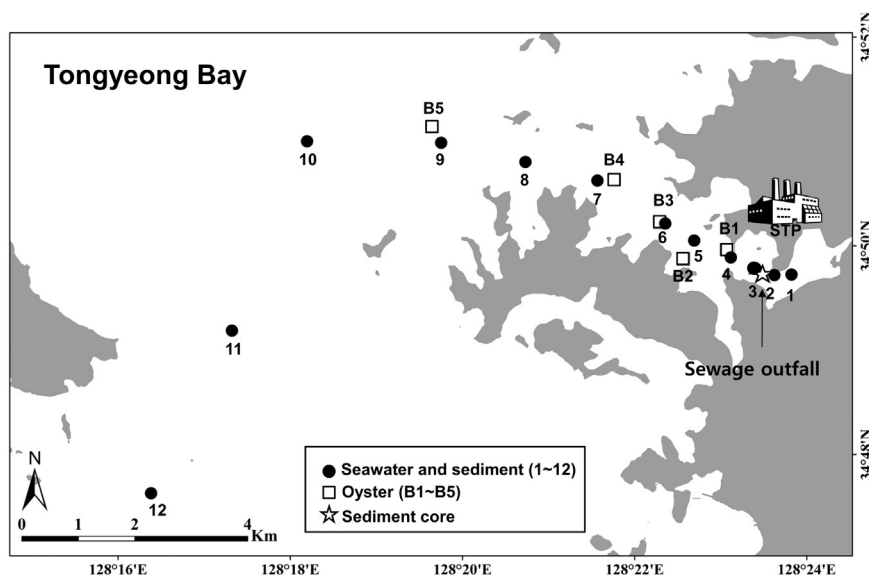 34°52'N
Tongyeong Bay
B5
10
9
8
B4
7
B3
6
STP
B1
5
34°50'N
B2
4
3
2
1
11
Sewage outfall
N
34°48'N
Seawater and sediment (1~12)
Oyster (B1~B5)
Sediment core
12
0
1
2
4
Km
128°16'E
128°18'E
128°20'E
128°22'E
128°24'E